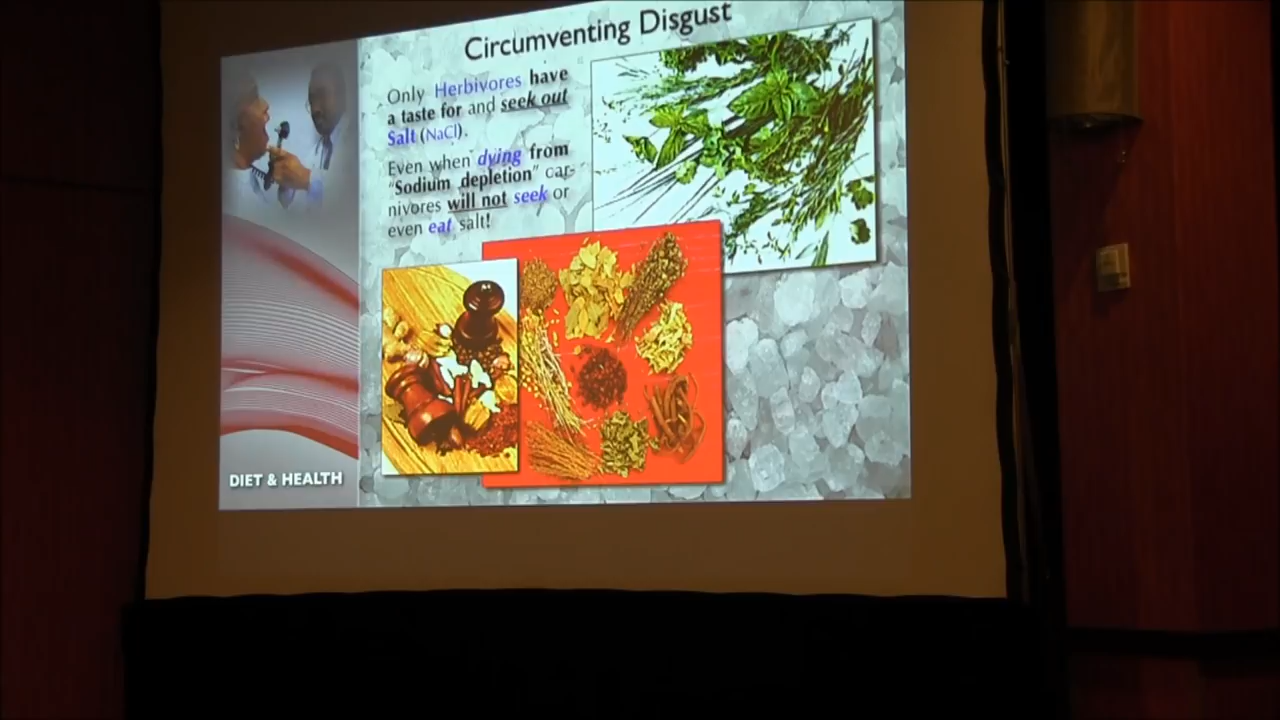 Circumventing Disgust
Only Herbivores have
a taste for and seek out
Salt (NaCl).
Even when dying from
"Sodium depletion" car-
nivores will not seek or
even eat salt!
DIET & HEALTH